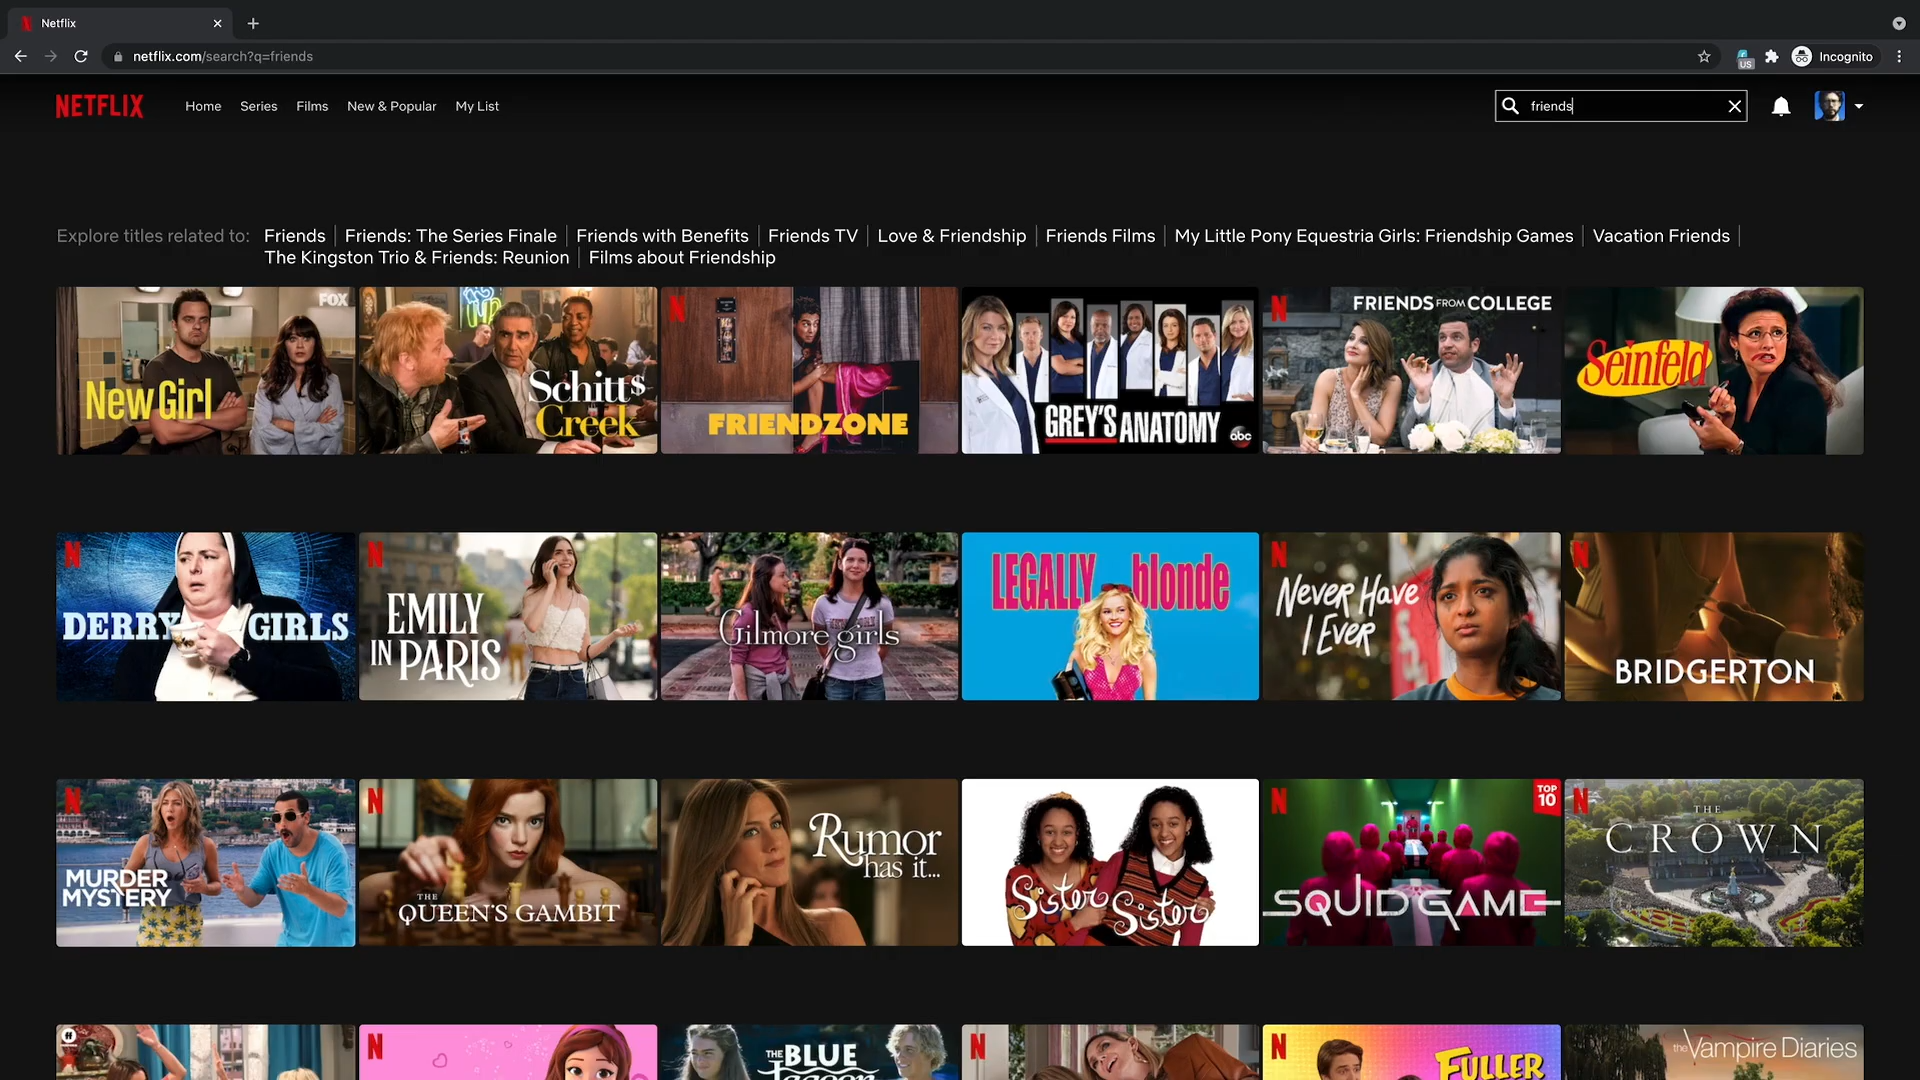 Netflix
netflix.com/search?q=friends
US
Incognito
NETFLIX
Home
Series
Films
New & Popular
My List
friends
Explore titles related to:
Friends
Friends: The Series Finale
Friends with Benefits
Friends TV
Love & Friendship
Friends Films
My Little Pony Equestria Girls: Friendship Games
Vacation Friends
The Kingston Trio & Friends: Reunion
Films about Friendship
FOX
New Girl
Schitt$
Creek
N
FRIENDZONE
GREY'S ANATOMY
abc
N
FRIENDS FROM COLLEGE
Seinfeld
N
DERRY GIRLS
N
EMILY
IN PARIS
Gilmore girls
LEGALLY blonde
N
Never Have
I Ever
N
BRIDGERTON
N
MURDER
MYSTERY
N
THE
QUEEN'S GAMBIT
Rumor
has it...
Sister
Sister
N
TOP
10
SQUID GAME
N
THE
CROWN
N
THE BLUE
Lagoon
N
N
FULLER
the Vampire Diaries